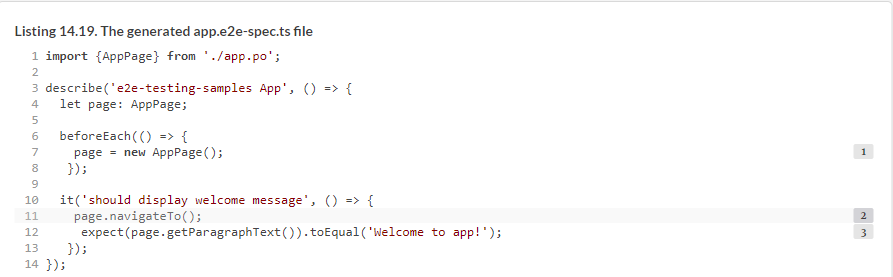 Listing 14.19. The generated app.e2e-spec.ts file
1 import {AppPage} from './app.po';
2
3 describe('e2e-testing-samples App', () => {
4   let page: AppPage;
5
6   beforeEach(() => {
7     page = new AppPage(); 1
8    });
9
10   it('should display welcome message', () => {
11     page.navigateTo(); 2
12      expect(page.getParagraphText()).toEqual('Welcome to app!'); 3
13    });
14 });